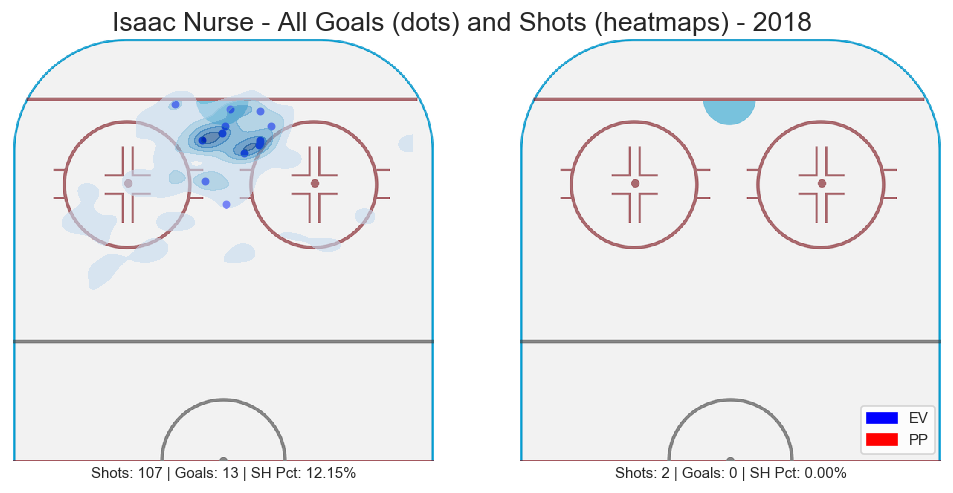 Isaac Nurse - All Goals (dots) and Shots (heatmaps) - 2018
EV
PP
Shots: 107 | Goals: 13 | SH Pct: 12.15%
Shots: 2 | Goals: 0 | SH Pct: 0.00%